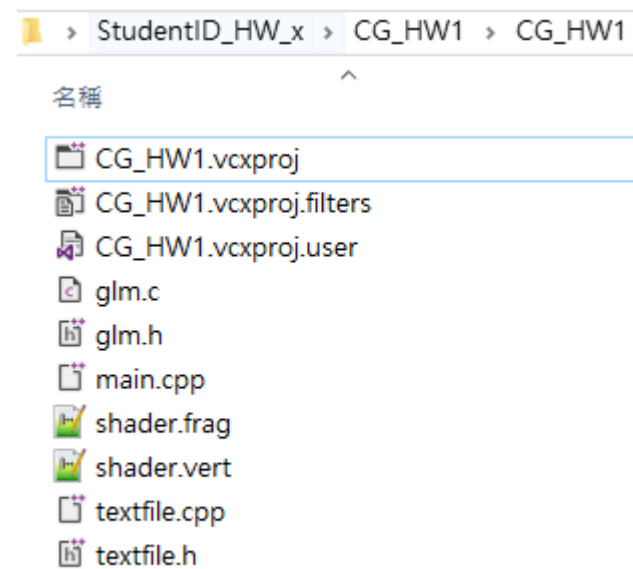 StudentID_HW_x > CG_HW1 > CG_HW1
名稱
CG_HW1.vcxproj
CG_HW1.vcxproj.filters
CG_HW1.vcxproj.user
glm.c
glm.h
main.cpp
shader.frag
shader.vert
textfile.cpp
textfile.h